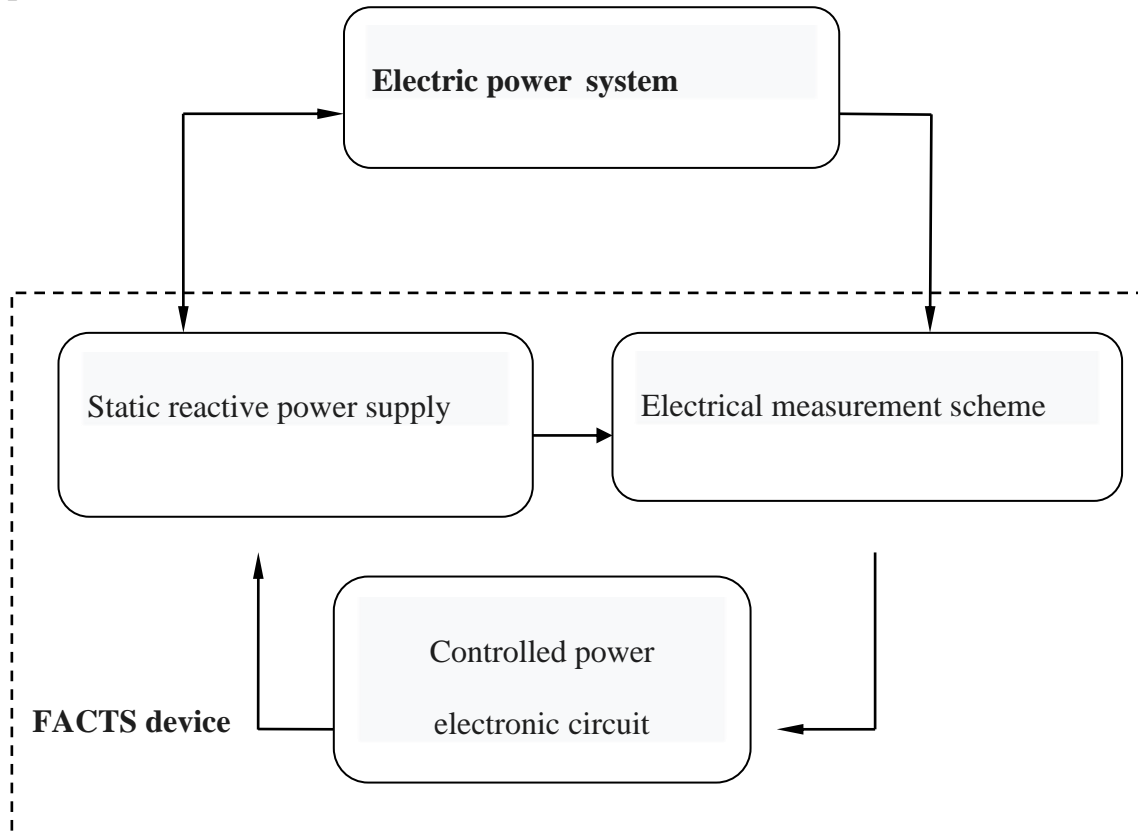 Electric power system
Static reactive power supply
Electrical measurement scheme
Controlled power
electronic circuit
FACTS device